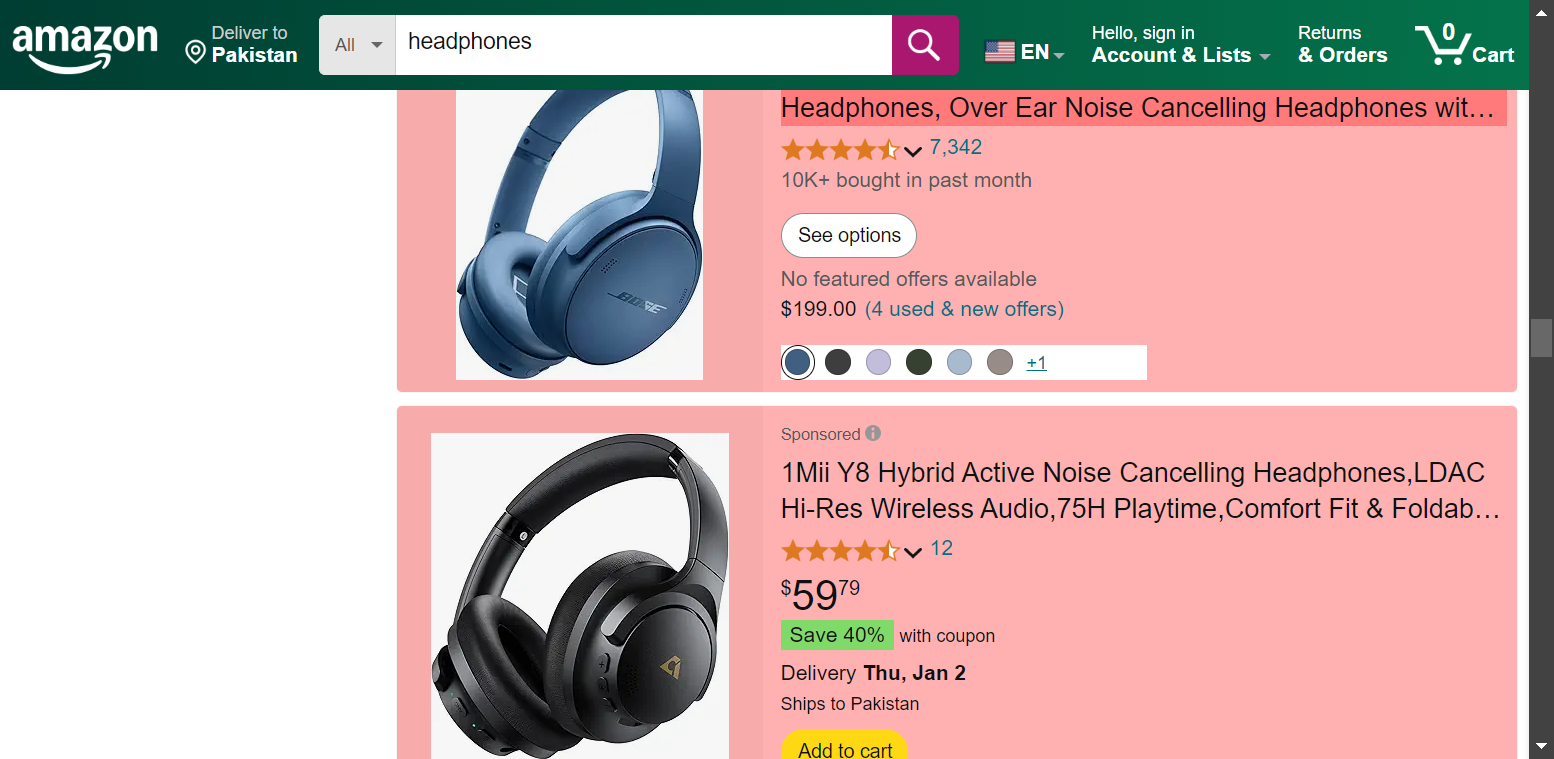 amazon
Deliver to
Pakistan
All
headphones
EN
Hello, sign in
Account & Lists
Returns
& Orders
0
Cart
Headphones, Over Ear Noise Cancelling Headphones wit…
7,342
10K+ bought in past month
See options
No featured offers available
$199.00 (4 used & new offers)
+1
BOSE
Sponsored
1Mii Y8 Hybrid Active Noise Cancelling Headphones,LDAC
Hi-Res Wireless Audio,75H Playtime,Comfort Fit & Foldab…
12
$5979
Save 40% with coupon
Delivery Thu, Jan 2
Ships to Pakistan
Add to cart